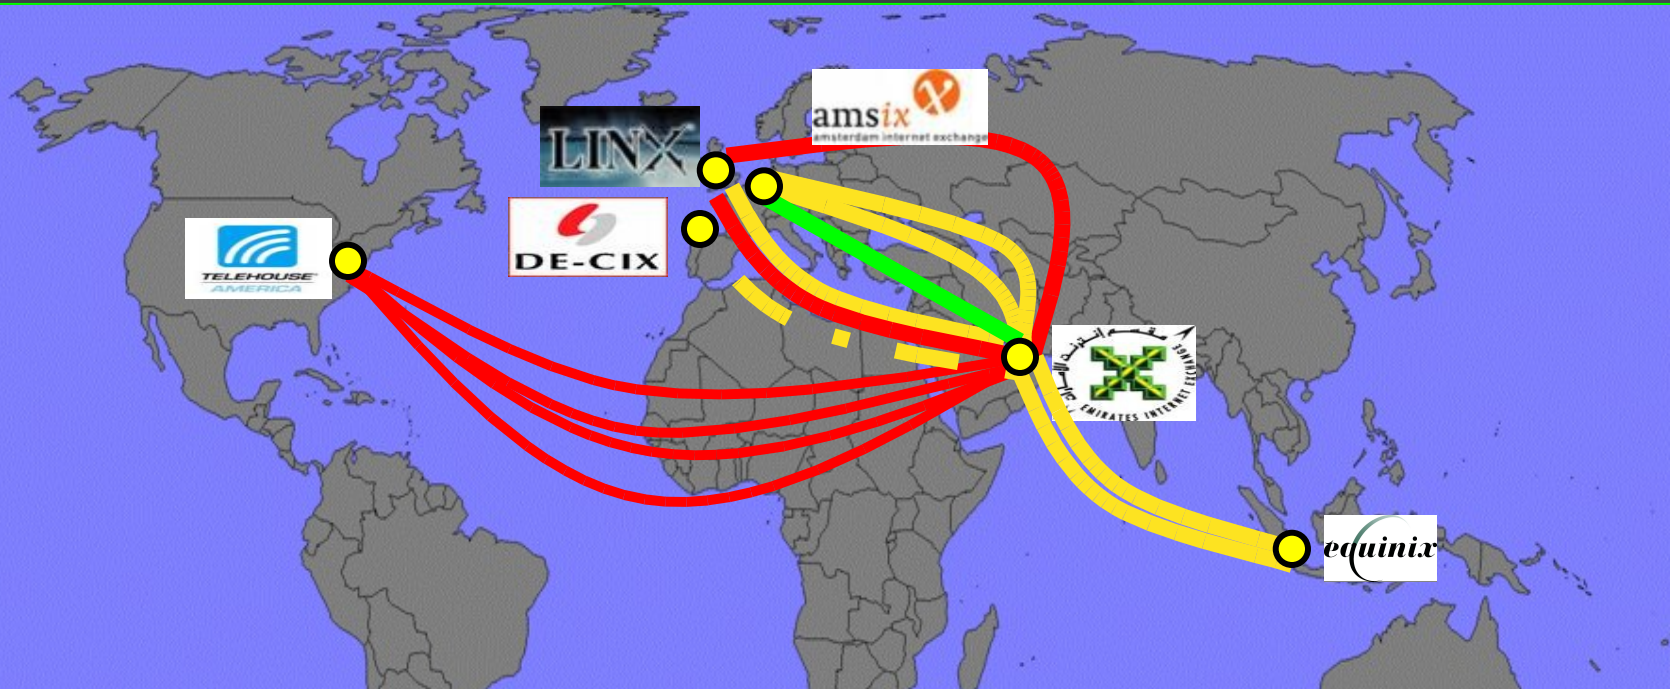 amsix
amsterdam internet exchange
LINX
DE-CIX
TELEHOUSE
AMERICA
EMIRATES INTERNET EXCHANGE
equinix